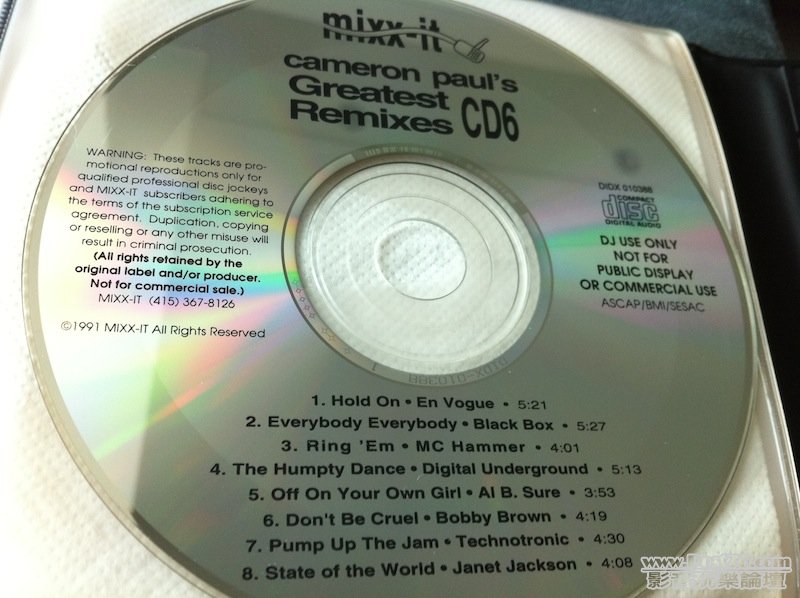 mixx-it
cameron paul's
Greatest
Remixes CD6
WARNING: These tracks are pro-
motional reproductions only for
qualified professional disc jockeys
and MIXX-IT subscribers adhering to
the terms of the subscription service
agreement. Duplication, copying
or reselling or any other misuse will
result in criminal prosecution.
(All rights retained by the
original label and/or producer.
Not for commercial sale.)
MIXX-IT (415) 367-8126
©1991 MIXX-IT All Rights Reserved
DIDX 010388
COMPACT
disc
DIGITAL AUDIO
DJ USE ONLY
NOT FOR
PUBLIC DISPLAY
OR COMMERCIAL USE
ASCAP/BMI/SESAC
DIDX-010388 1
1. Hold On • En Vogue • 5:21
2. Everybody Everybody • Black Box • 5:27
3. Ring 'Em • MC Hammer • 4:01
4. The Humpty Dance • Digital Underground • 5:13
5. Off On Your Own Girl • Al B. Sure • 3:53
6. Don't Be Cruel • Bobby Brown • 4:19
7. Pump Up The Jam • Technotronic • 4:30
8. State of the World • Janet Jackson • 4:08